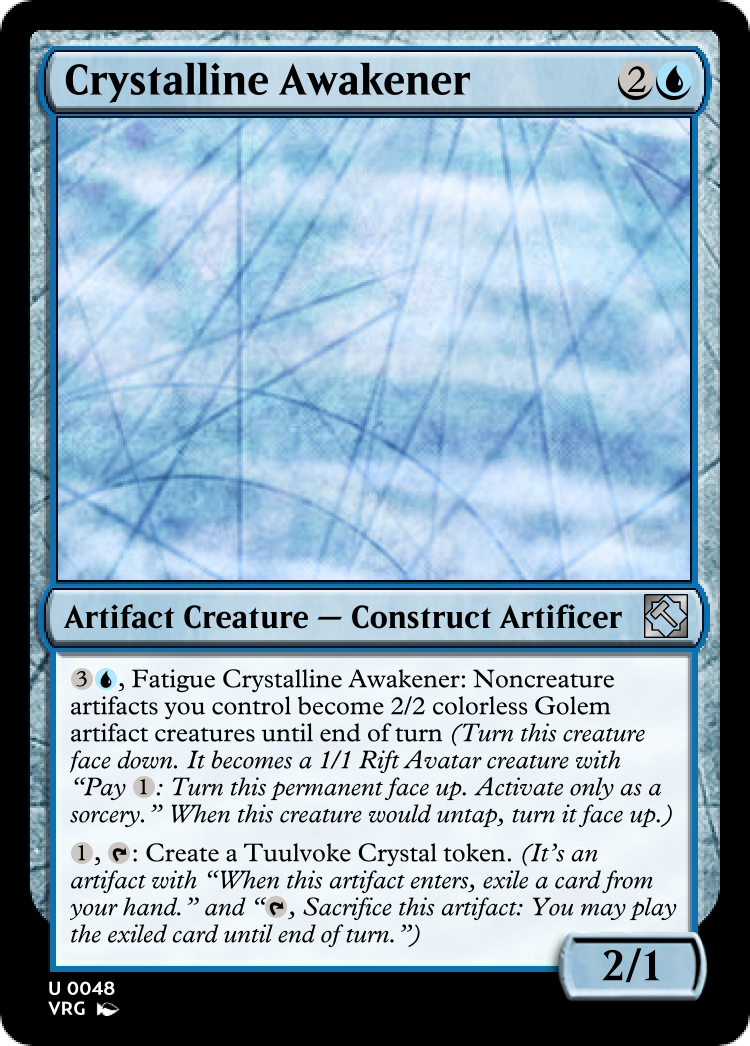 Crystalline Awakener 2
Artifact Creature — Construct Artificer
3, Fatigue Crystalline Awakener: Noncreature
artifacts you control become 2/2 colorless Golem
artifact creatures until end of turn (Turn this creature
face down. It becomes a 1/1 Rift Avatar creature with
“Pay 1: Turn this permanent face up. Activate only as a
sorcery.” When this creature would untap, turn it face up.)
1, : Create a Tuulvoke Crystal token. (It's an
artifact with “When this artifact enters, exile a card from
your hand.” and “, Sacrifice this artifact: You may play
the exiled card until end of turn.”)
2/1
U 0048
VRG